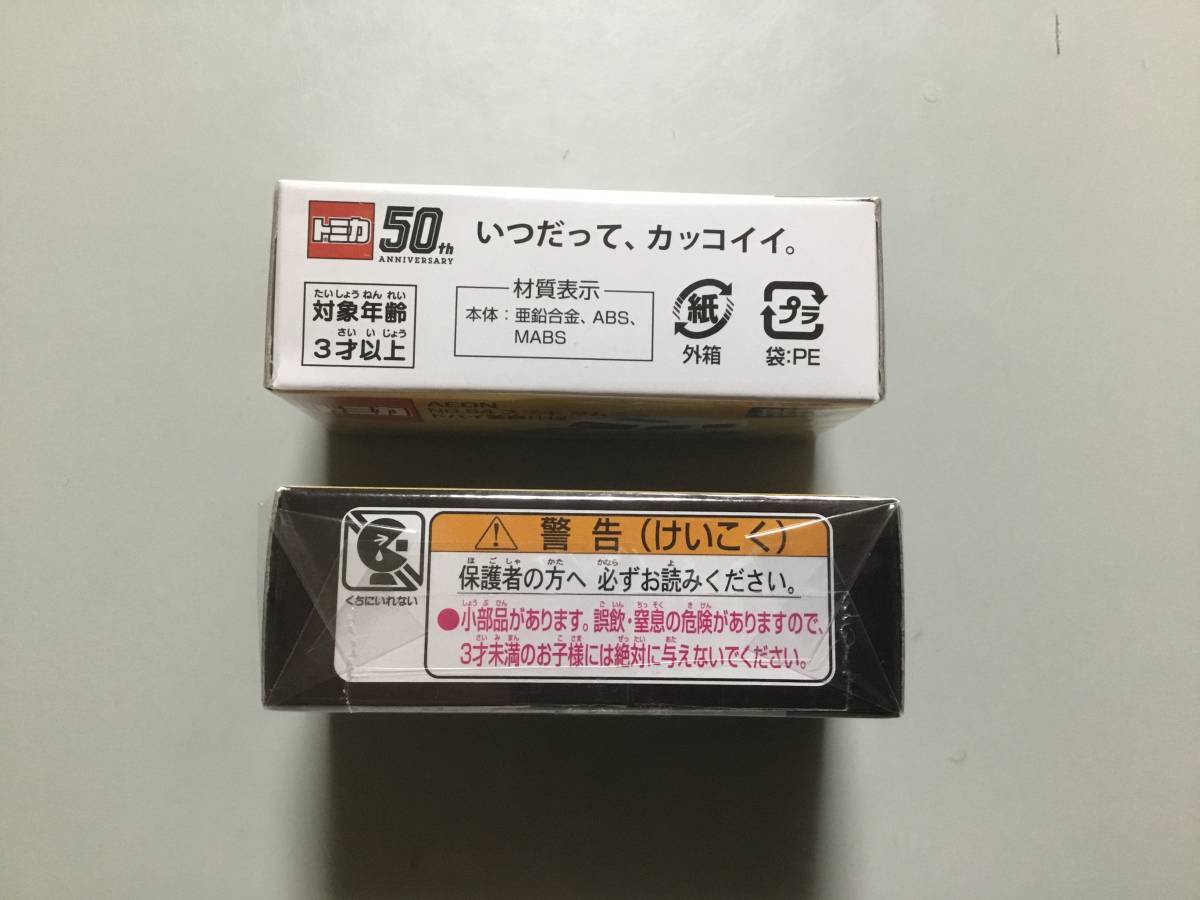 トミカ 50th ANNIVERSARY いつだって、カッコイイ。
たいしょうねんれい
対象年齢
さいいじょう
3才以上
材質表示
本体:亜鉛合金、ABS、
MABS
紙
外箱
プラ
袋:PE
トミカ
AEON
NO.54
くちにいれない
警告(けいこく)
ほごしゃ かた かなら よ
保護者の方へ 必ずお読みください。
しょうぶひん ごいん ちっそく きけん
●小部品があります。誤飲・窒息の危険がありますので、
さいみまん こさま ぜったい あた
3才未満のお子様には絶対に与えないでください。